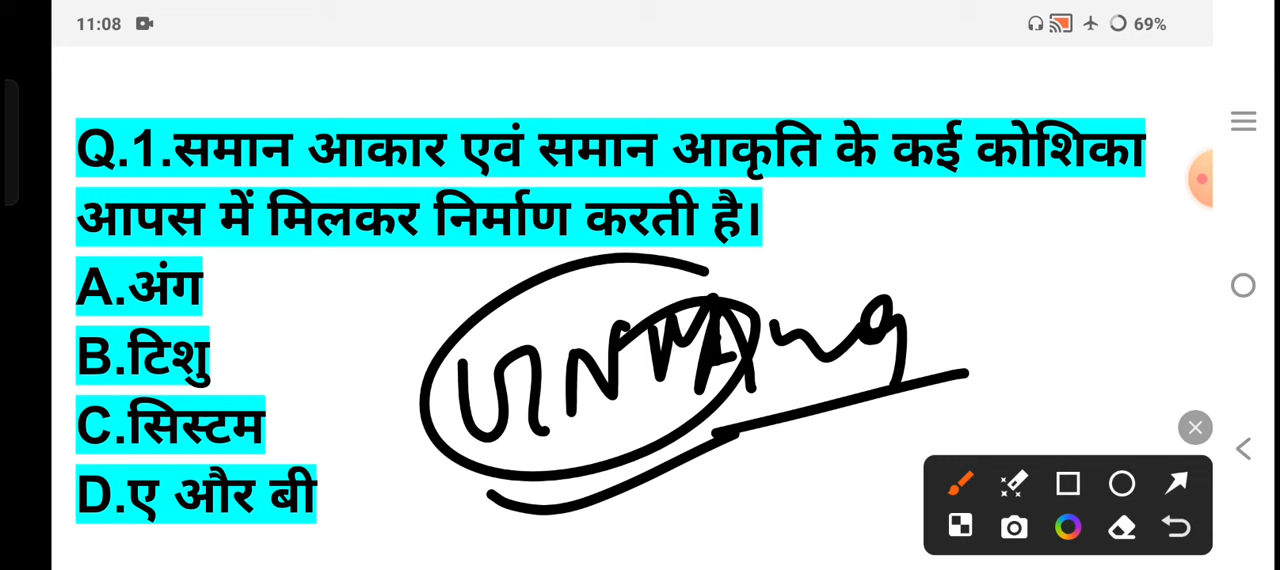 11:08
69%
Q.1.समान आकार एवं समान आकृति के कई कोशिका
आपस में मिलकर निर्माण करती है।
A.अंग
B.टिशु
C.सिस्टम
D.ए और बी